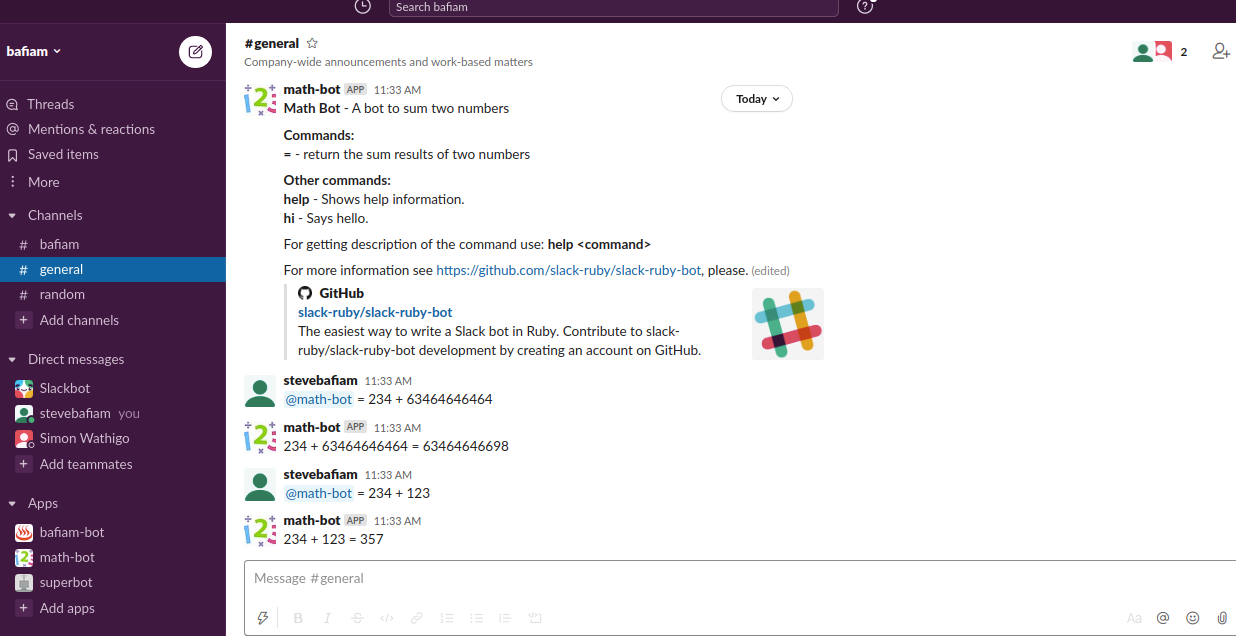 Search bafiam
bafiam
Threads
Mentions & reactions
Saved items
More
Channels
# bafiam
# general
# random
+ Add channels
Direct messages
Slackbot
stevebafiam you
Simon Wathigo
+ Add teammates
Apps
bafiam-bot
math-bot
superbot
+ Add apps
#general
Company-wide announcements and work-based matters
2
Today
math-bot APP 11:33 AM
Math Bot - A bot to sum two numbers
Commands:
= - return the sum results of two numbers
Other commands:
help - Shows help information.
hi - Says hello.
For getting description of the command use: help <command>
For more information see https://github.com/slack-ruby/slack-ruby-bot, please. (edited)
GitHub
slack-ruby/slack-ruby-bot
The easiest way to write a Slack bot in Ruby. Contribute to slack-
ruby/slack-ruby-bot development by creating an account on GitHub.
stevebafiam 11:33 AM
@math-bot = 234 + 63464646464
math-bot APP 11:33 AM
234 + 63464646464 = 63464646698
stevebafiam 11:33 AM
@math-bot = 234 + 123
math-bot APP 11:33 AM
234 + 123 = 357
Message #general
B I S </> Aa @